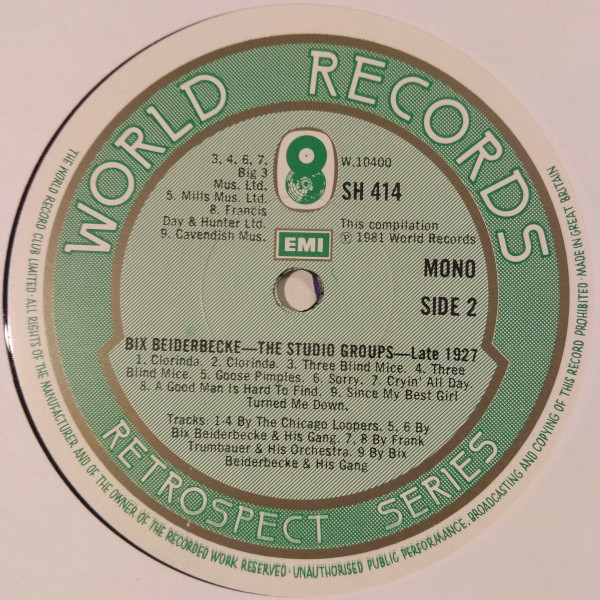 WORLD RECORDS
3, 4, 6, 7.
Big 3
Mus. Ltd.
5. Mills Mus. Ltd.
8. Francis
Day & Hunter Ltd.
9. Cavendish Mus.
8
W.10400
SH 414
This compilation
℗ 1981 World Records
EMI
MONO
SIDE 2
BIX BEIDERBECKE—THE STUDIO GROUPS—Late 1927
1. Clorinda. 2. Clorinda. 3. Three Blind Mice. 4. Three
Blind Mice. 5. Goose Pimples. 6. Sorry. 7. Cryin' All Day.
8. A Good Man Is Hard To Find. 9. Since My Best Girl
Turned Me Down.
Tracks: 1-4 By The Chicago Loopers. 5, 6 By
Bix Beiderbecke & His Gang. 7, 8 By Frank
Trumbauer & His Orchestra. 9 By Bix
Beiderbecke & His Gang
RETROSPECT SERIES
THE WORLD RECORD CLUB LIMITED · ALL RIGHTS OF THE MANUFACTURER AND OF THE OWNER OF THE RECORDED WORK RESERVED · UNAUTHORISED PUBLIC PERFORMANCE, BROADCASTING AND COPYING OF THIS RECORD PROHIBITED · MADE IN GREAT BRITAIN